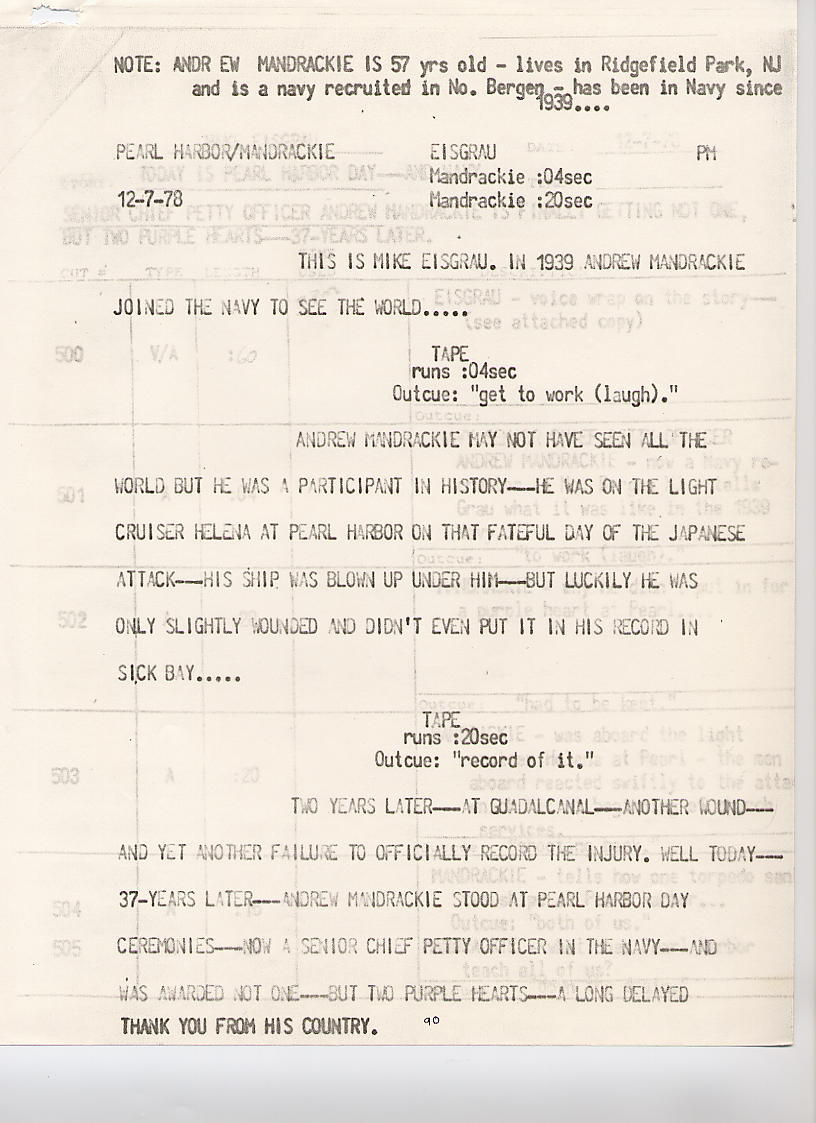 NOTE: ANDR EW MANDRACKIE IS 57 yrs old - lives in Ridgefield Park, NJ
and is a navy recruited in No. Bergen - has been in Navy since
1939....
PEARL HARBOR/MANDRACKIE EISGRAU PM
Mandrackie :04sec
12-7-78 Mandrackie :20sec
THIS IS MIKE EISGRAU. IN 1939 ANDREW MANDRACKIE
JOINED THE NAVY TO SEE THE WORLD.....
TAPE
runs :04sec
Outcue: "get to work (laugh)."
ANDREW MANDRACKIE MAY NOT HAVE SEEN ALL THE
WORLD BUT HE WAS A PARTICIPANT IN HISTORY---HE WAS ON THE LIGHT
CRUISER HELENA AT PEARL HARBOR ON THAT FATEFUL DAY OF THE JAPANESE
ATTACK---HIS SHIP WAS BLOWN UP UNDER HIM---BUT LUCKILY HE WAS
ONLY SLIGHTLY WOUNDED AND DIDN'T EVEN PUT IT IN HIS RECORD IN
SICK BAY.....
TAPE
runs :20sec
Outcue: "record of it."
TWO YEARS LATER---AT GUADALCANAL---ANOTHER WOUND---
AND YET ANOTHER FAILURE TO OFFICIALLY RECORD THE INJURY. WELL TODAY---
37-YEARS LATER---ANDREW MANDRACKIE STOOD AT PEARL HARBOR DAY
CEREMONIES---NOW A SENIOR CHIEF PETTY OFFICER IN THE NAVY---AND
WAS AWARDED NOT ONE---BUT TWO PURPLE HEARTS---A LONG DELAYED
THANK YOU FROM HIS COUNTRY. 90